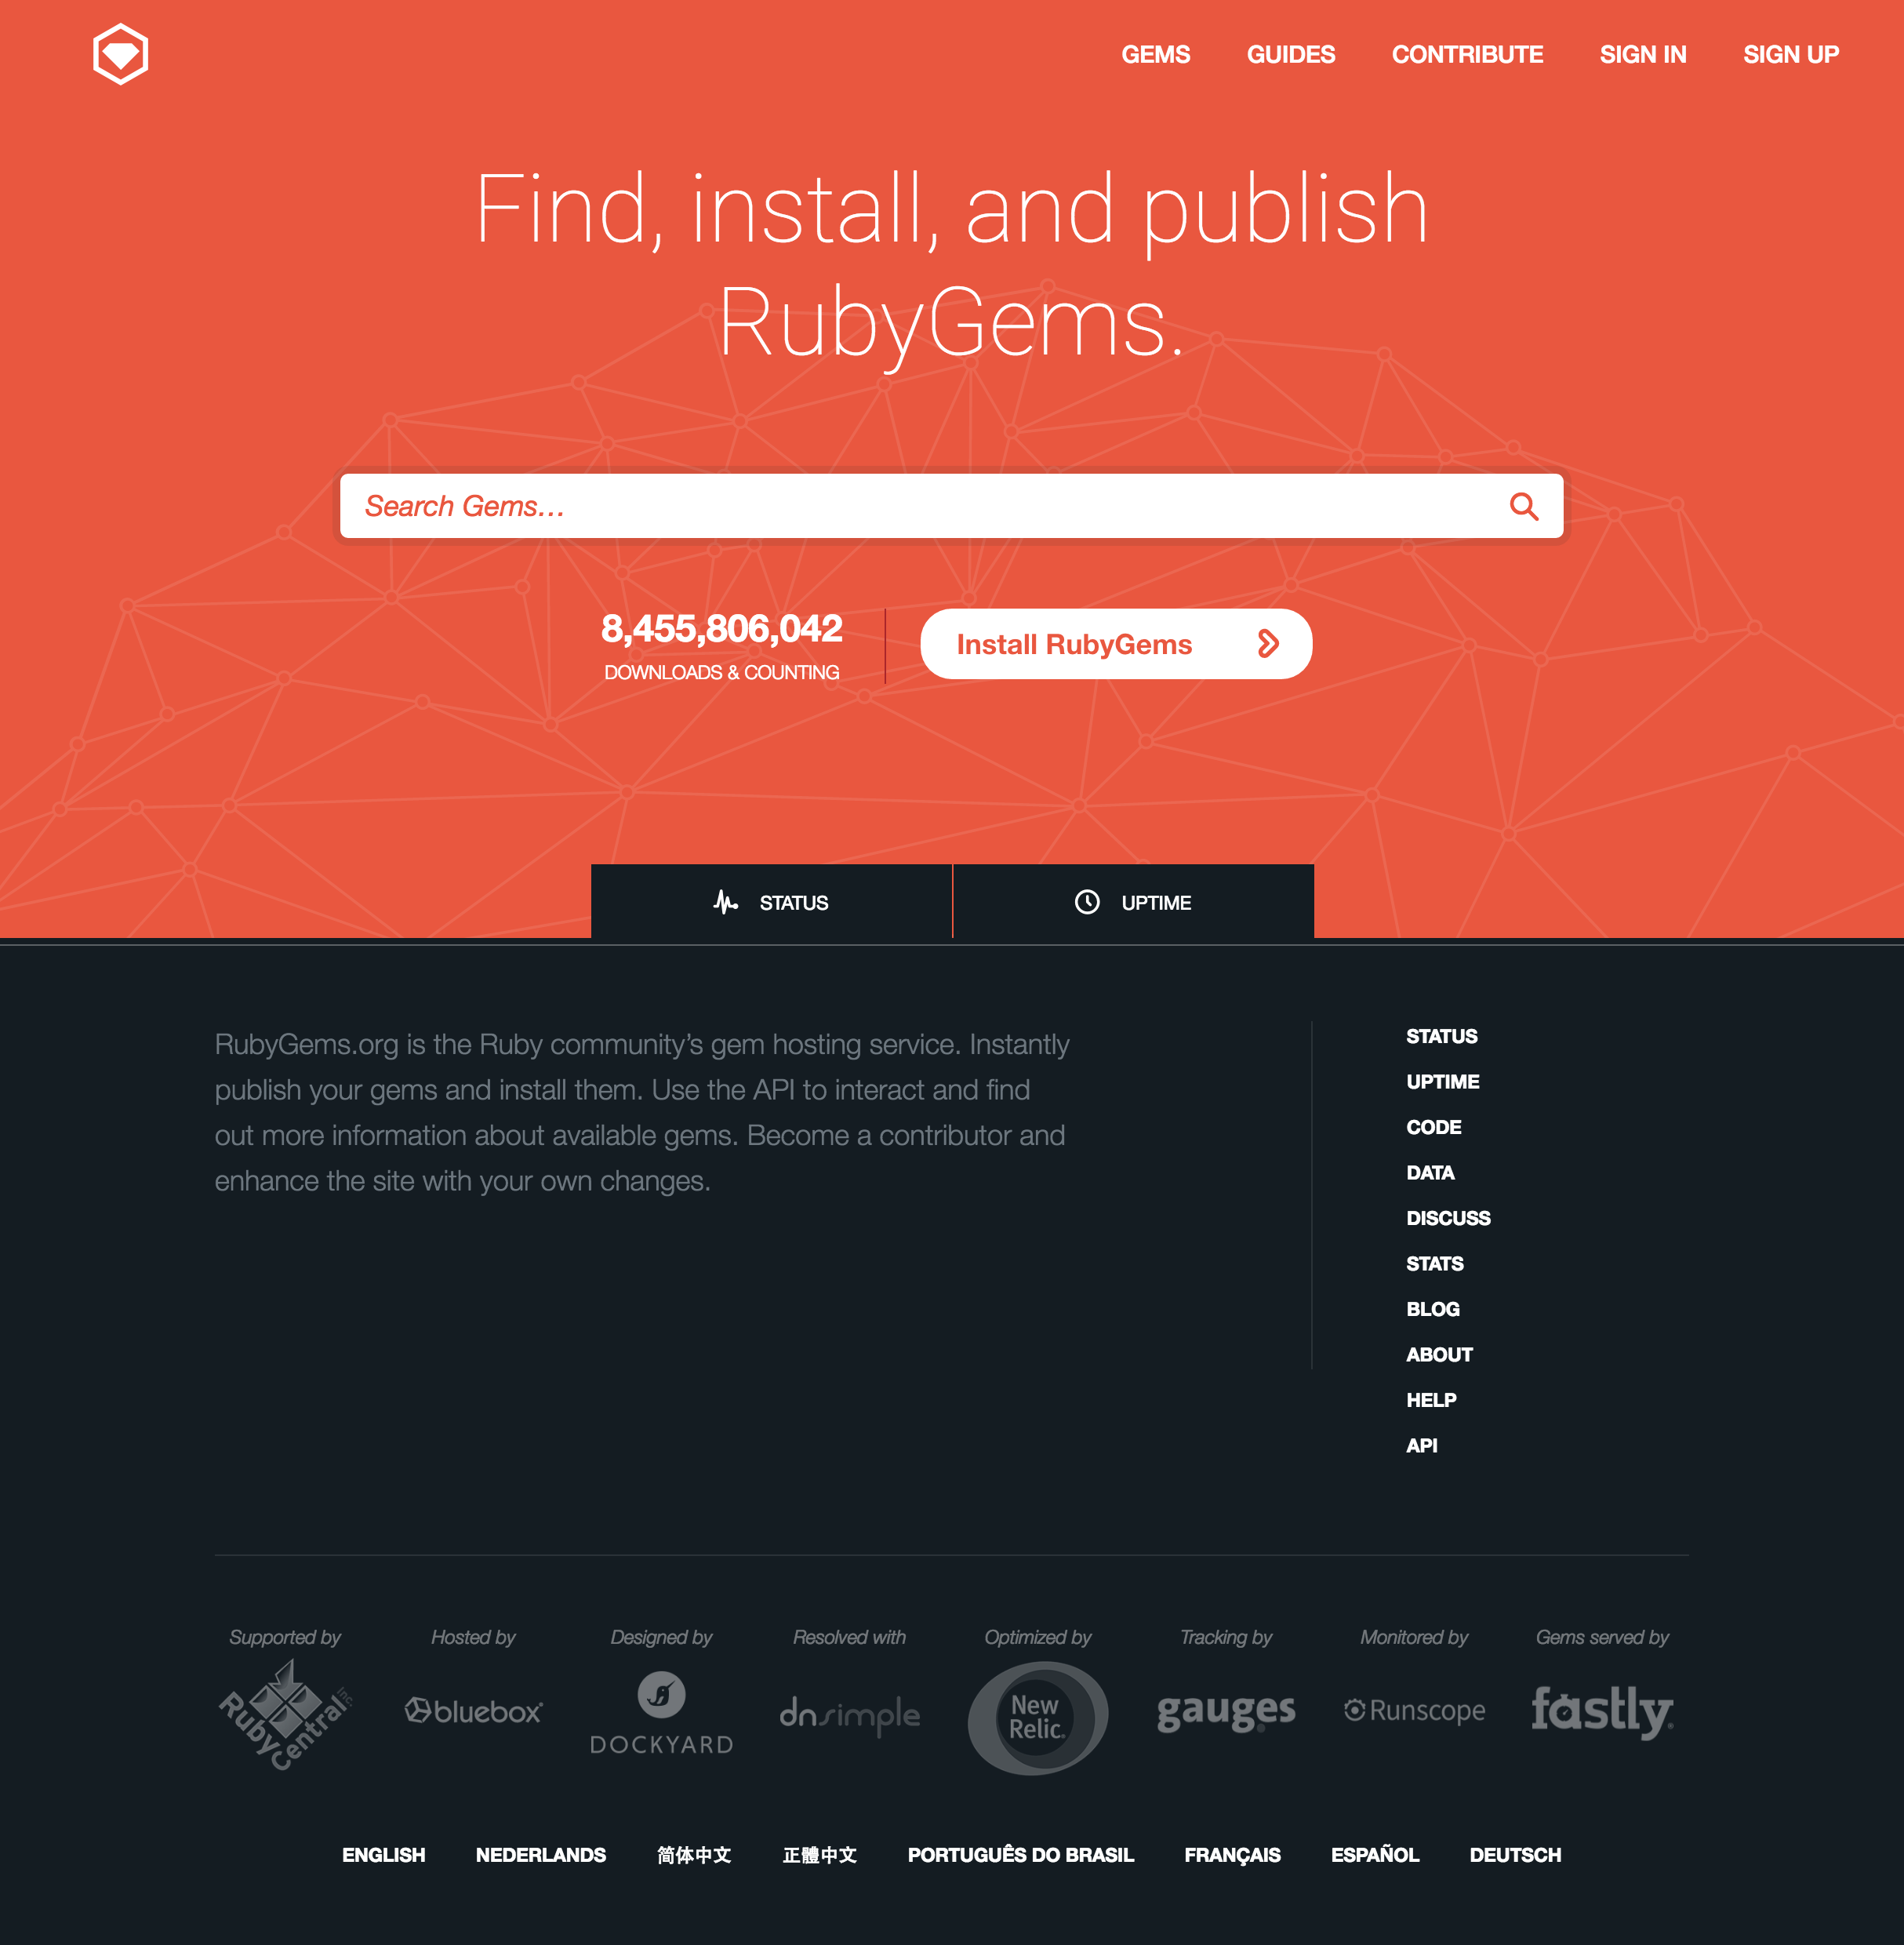 GEMS GUIDES CONTRIBUTE SIGN IN SIGN UP
Find, install, and publish
RubyGems.
Search Gems…
8,455,806,042
DOWNLOADS & COUNTING
Install RubyGems
STATUS UPTIME
RubyGems.org is the Ruby community’s gem hosting service. Instantly
publish your gems and install them. Use the API to interact and find
out more information about available gems. Become a contributor and
enhance the site with your own changes.
STATUS
UPTIME
CODE
DATA
DISCUSS
STATS
BLOG
ABOUT
HELP
API
Supported by
RubyCentral Inc
Hosted by
bluebox
Designed by
DOCKYARD
Resolved with
dnsimple
Optimized by
New
Relic.
Tracking by
gauges
Monitored by
Runscope
Gems served by
fastly
ENGLISH NEDERLANDS 简体中文 正體中文 PORTUGUÊS DO BRASIL FRANÇAIS ESPAÑOL DEUTSCH